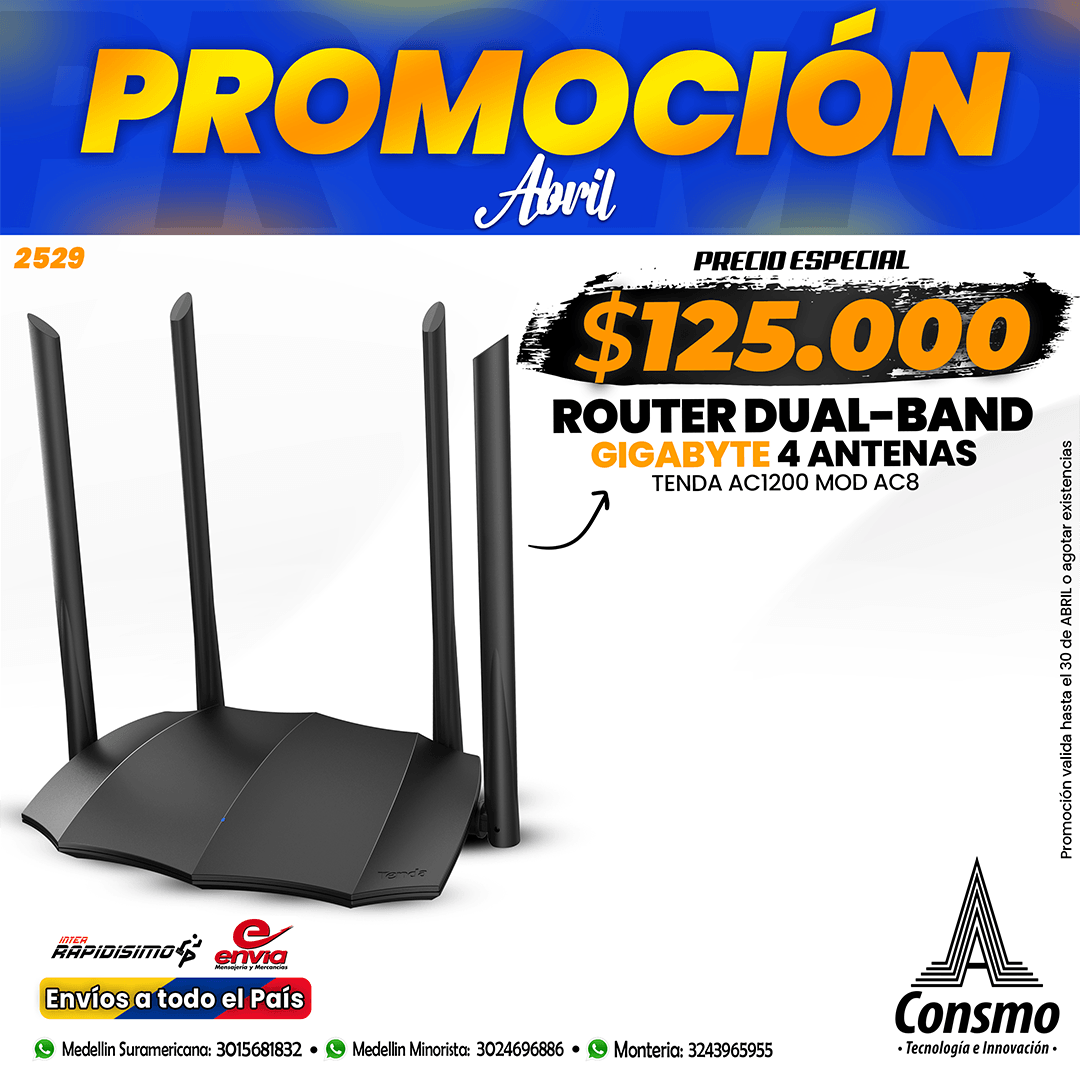 PROMOCIÓN
Abril
2529
PRECIO ESPECIAL
$125.000
ROUTER DUAL-BAND
GIGABYTE 4 ANTENAS
TENDA AC1200 MOD AC8
Promoción valida hasta el 30 de ABRIL o agotar existencias
Tenda
INTER
RAPIDISIMO
e
envía
Mensajería y Mercancías
Envíos a todo el País
Consmo
• Tecnología e Innovación •
Medellin Suramericana: 3015681832 • Medellin Minorista: 3024696886 • Monteria: 3243965955